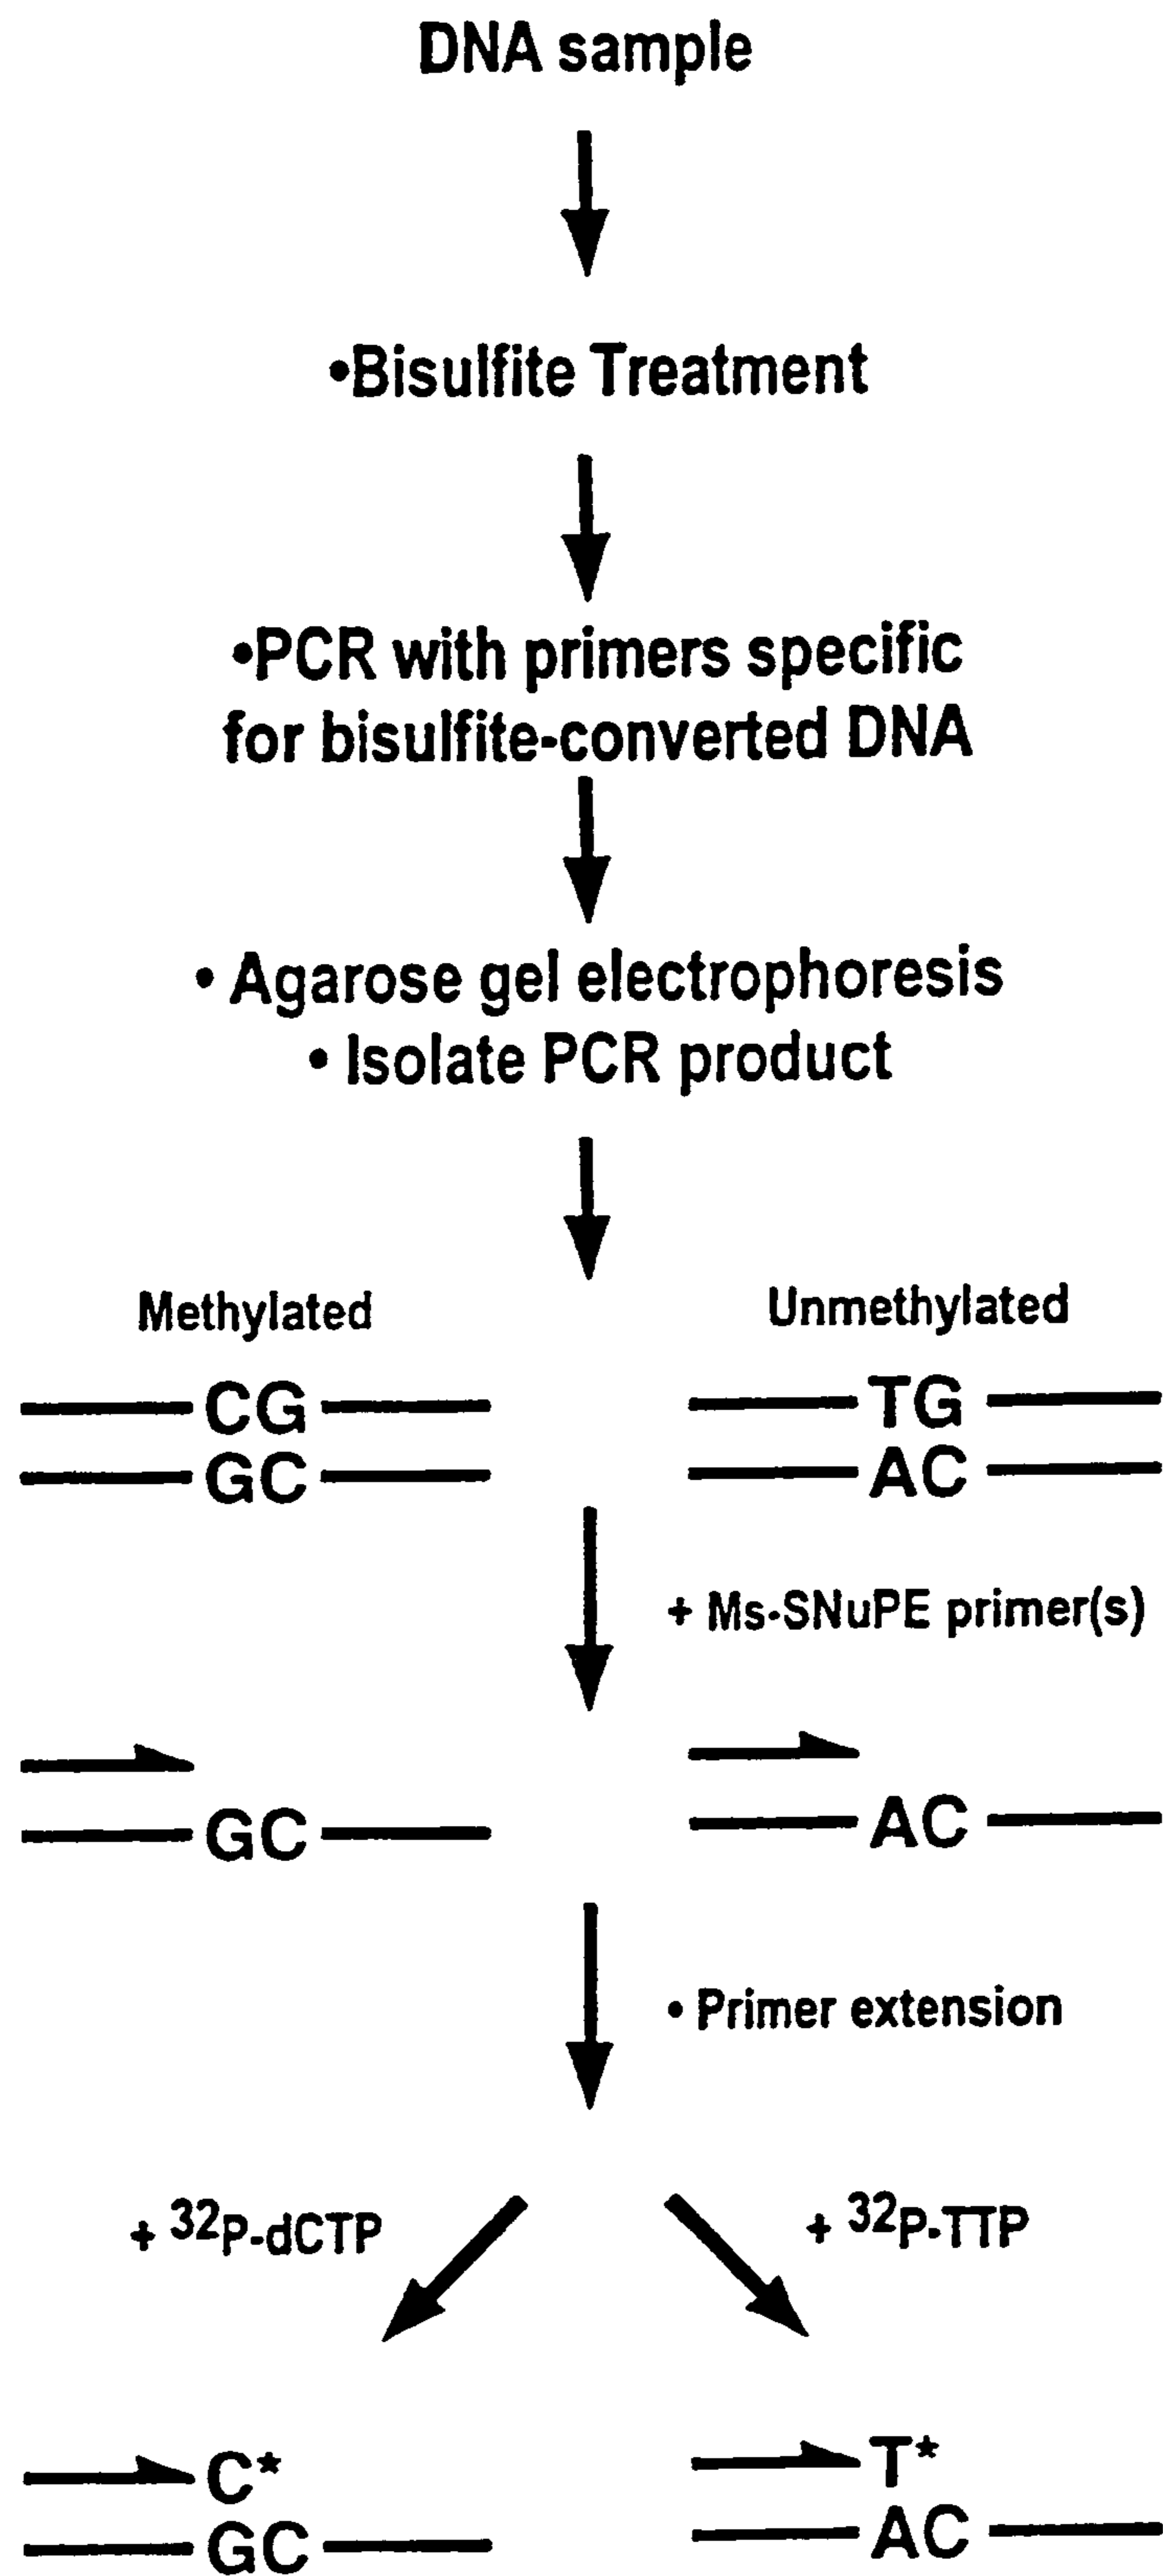 DNA sample
•Bisulfite Treatment
•PCR with primers specific
for bisulfite-converted DNA
• Agarose gel electrophoresis
• Isolate PCR product
Methylated
Unmethylated
CG
GC
TG
AC
+ Ms-SNuPE primer(s)
GC
AC
• Primer extension
+ ³²P-dCTP
+ ³²P-TTP
C*
GC
T*
AC